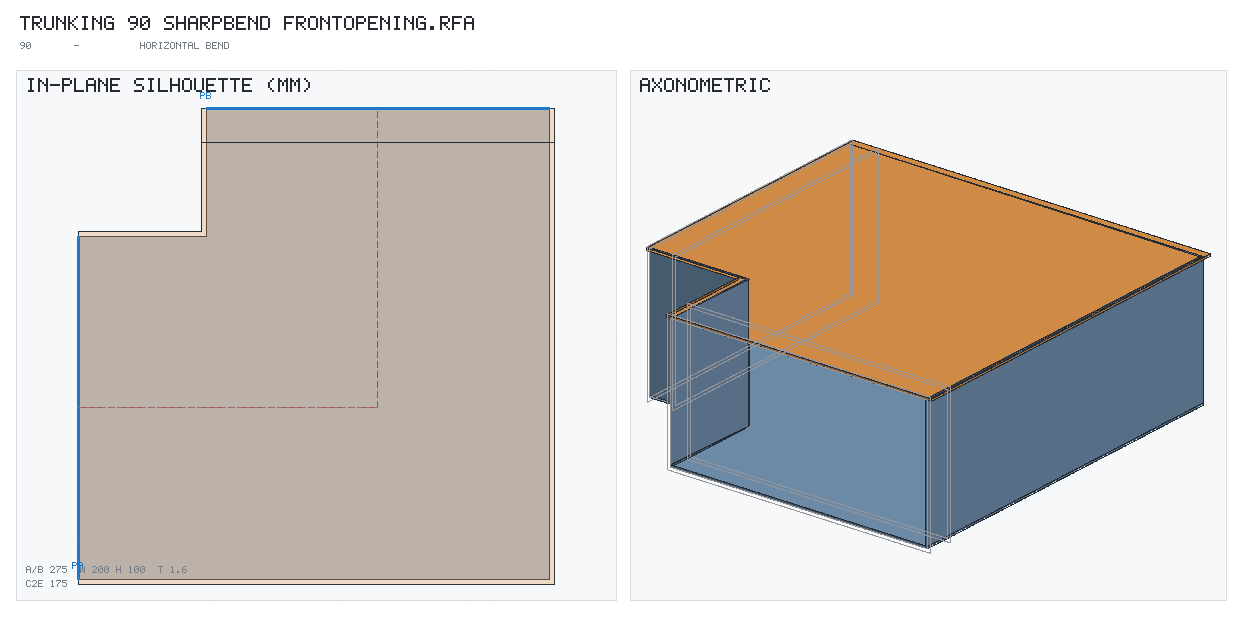 TRUNKING 90 SHARPBEND FRONTOPENING.RFA
90 – HORIZONTAL BEND
IN-PLANE SILHOUETTE (MM)
PB
AXONOMETRIC
A/B 275 W 200 H 100 T 1.6
C2E 175